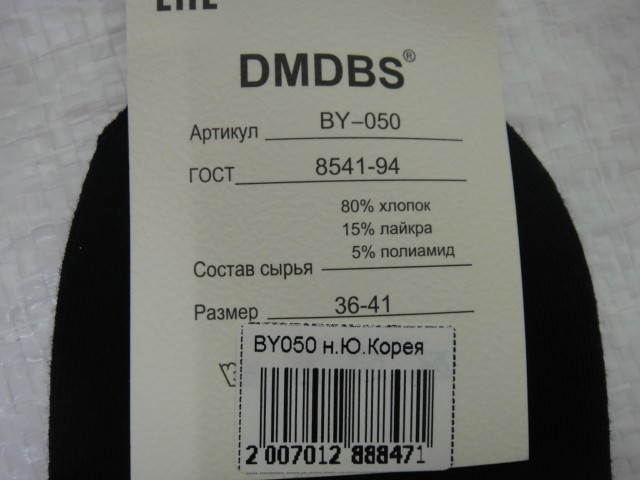 DMDBS®
Артикул BY-050
ГОСТ 8541-94
80% хлопок
15% лайкра
5% полиамид
Состав сырья
Размер 36-41
BY050 н.Ю.Корея
2 007012 888471